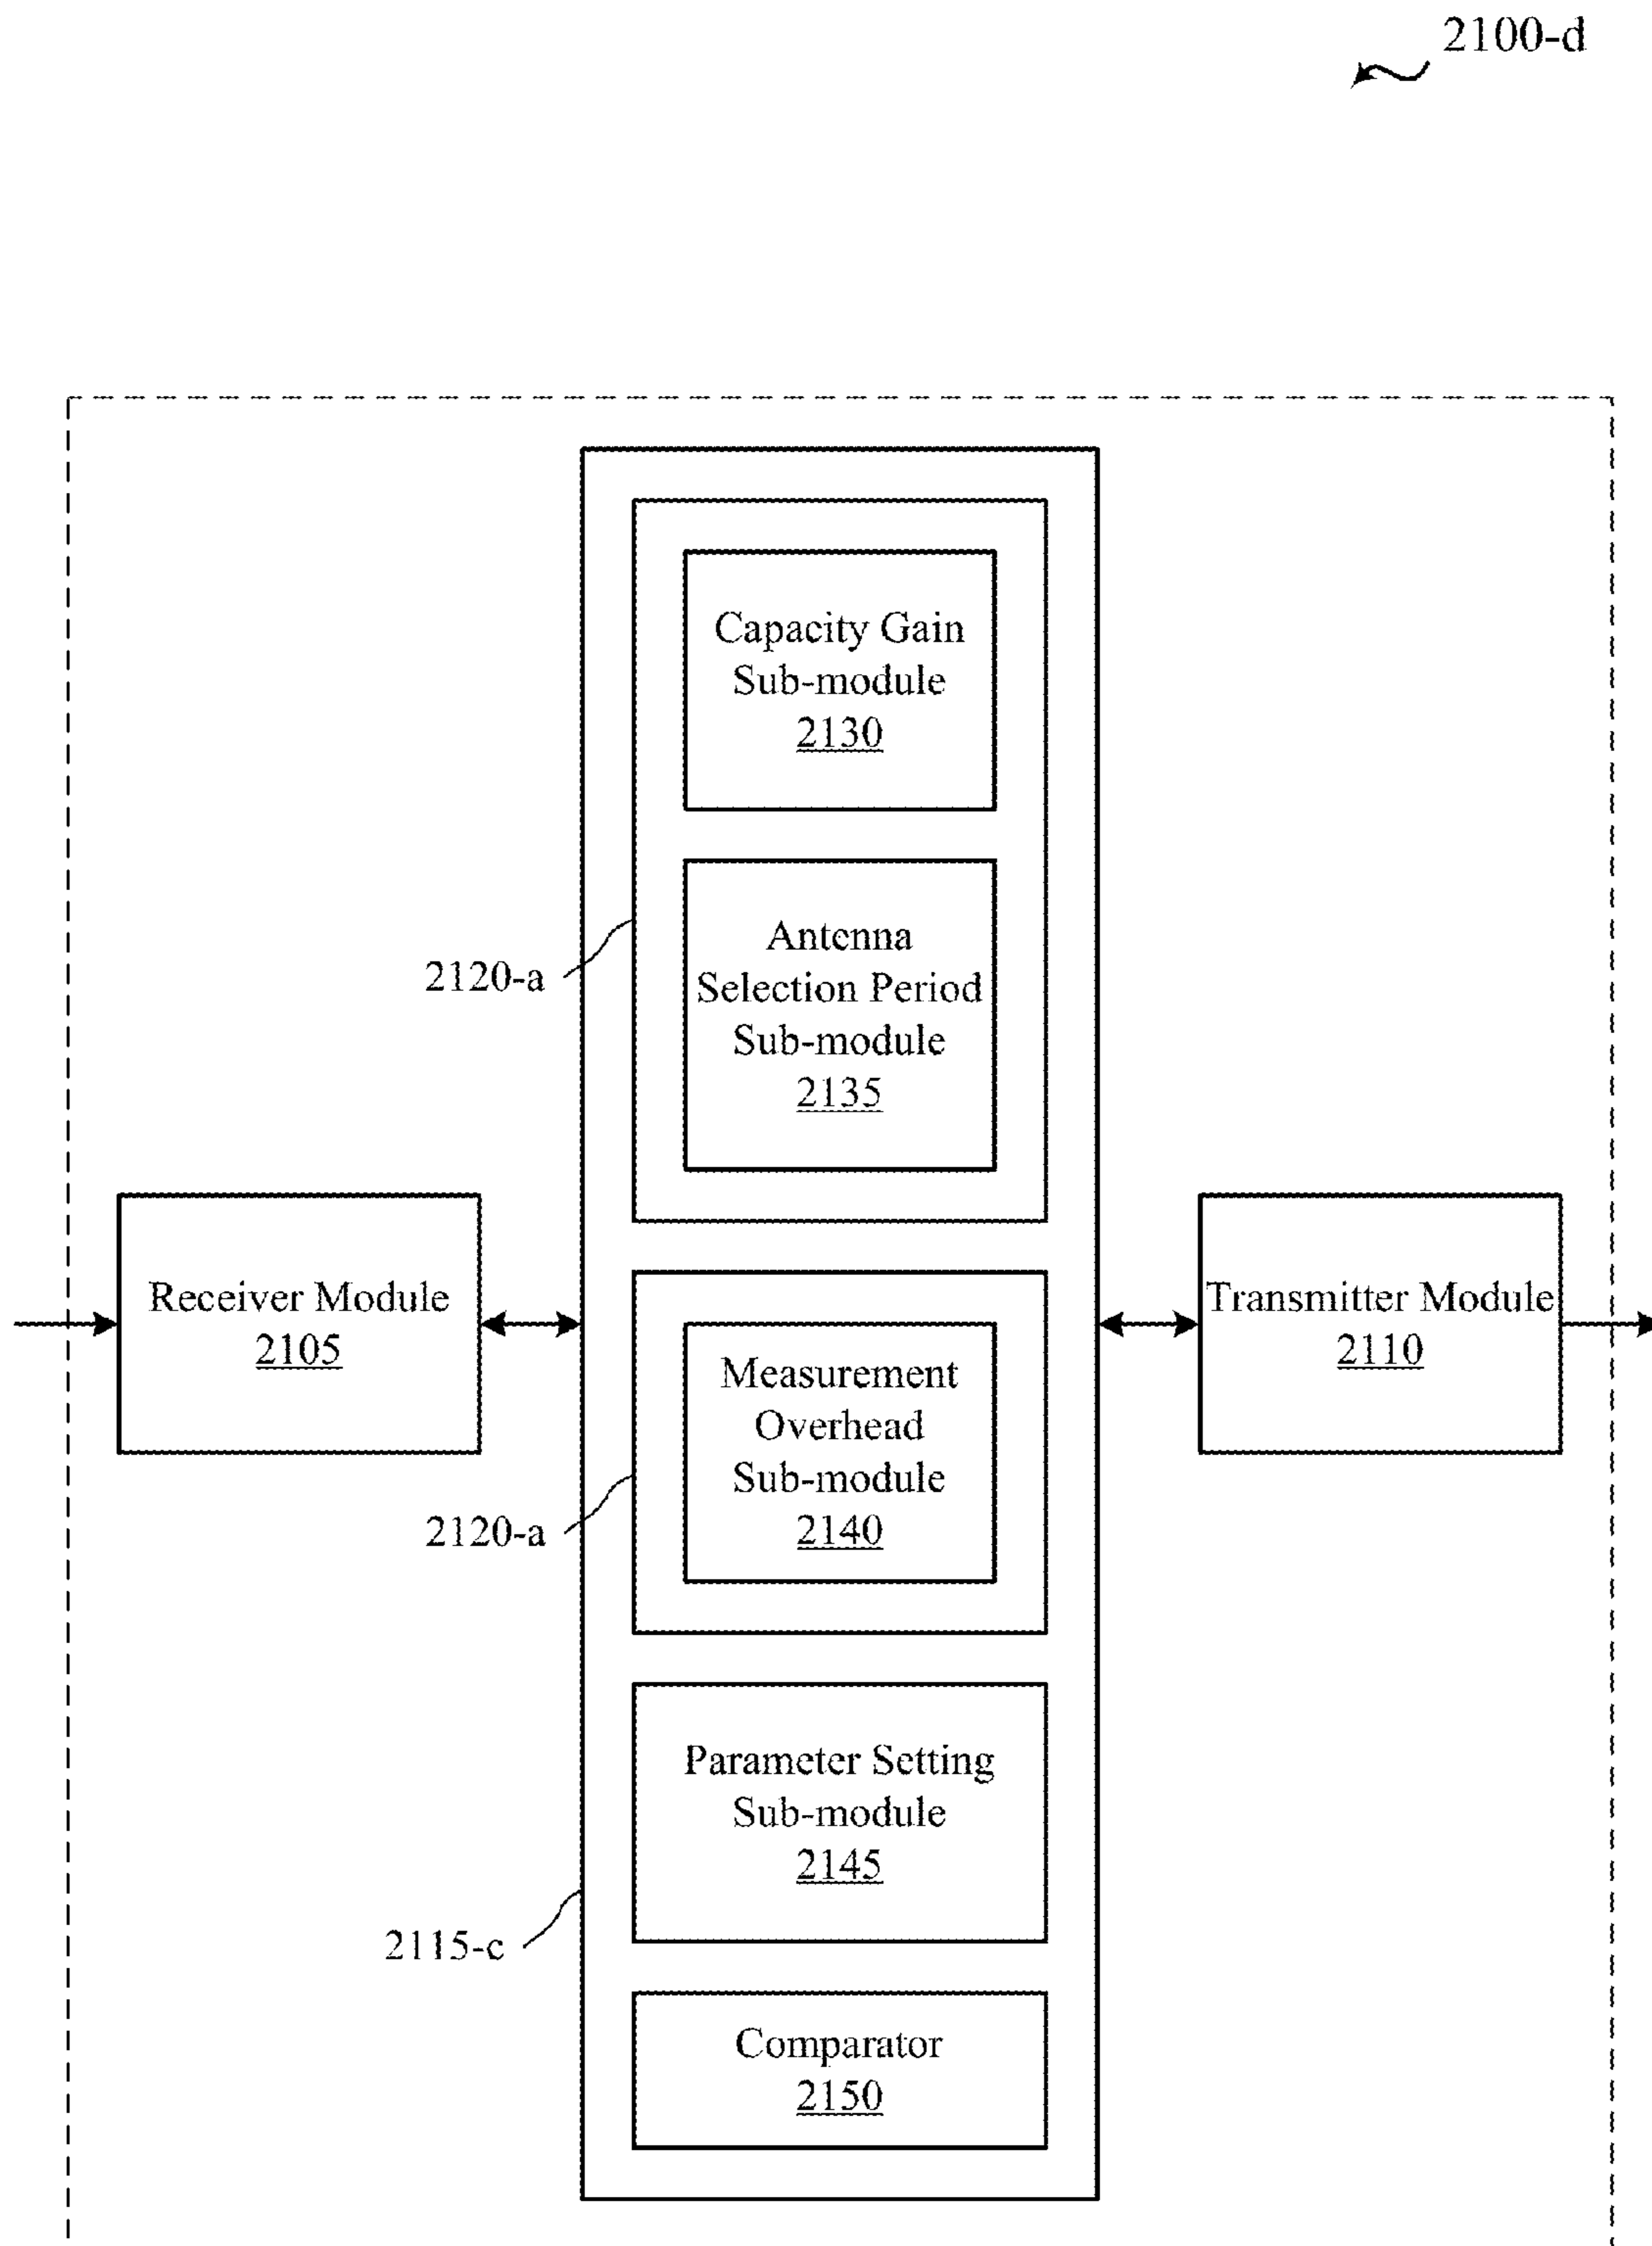 2100-d
Capacity Gain
Sub-module
2130
Antenna
Selection Period
Sub-module
2135
2120-a
Receiver Module
2105
Transmitter Module
2110
Measurement
Overhead
Sub-module
2140
2120-a
Parameter Setting
Sub-module
2145
2115-c
Comparator
2150